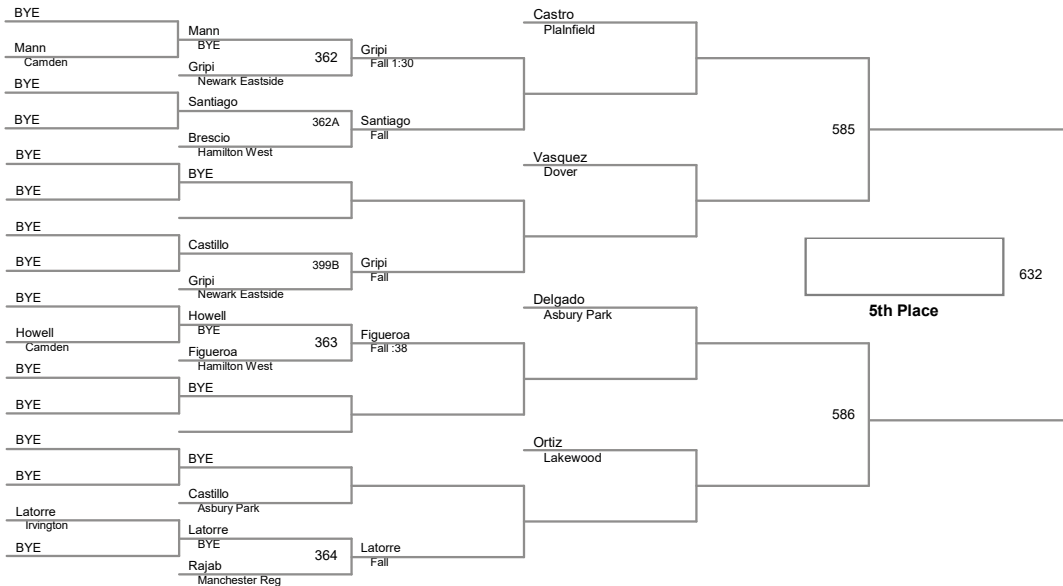 BYE
Mann
Camden
BYE
BYE
BYE
BYE
BYE
BYE
BYE
Howell
Camden
BYE
BYE
BYE
BYE
Latorre
Irvington
BYE
Mann
BYE
362
Gripi
Newark Eastside
Santiago
362A
Brescio
Hamilton West
BYE
Castillo
399B
Gripi
Newark Eastside
Howell
BYE
363
Figueroa
Hamilton West
BYE
BYE
Castillo
Asbury Park
Latorre
BYE
364
Rajab
Manchester Reg
Gripi
Fall 1:30
Santiago
Fall
Gripi
Fall
Figueroa
Fall :38
Latorre
Fall
Castro
Plainfield
Vasquez
Dover
Delgado
Asbury Park
Ortiz
Lakewood
585
586
632
5th Place